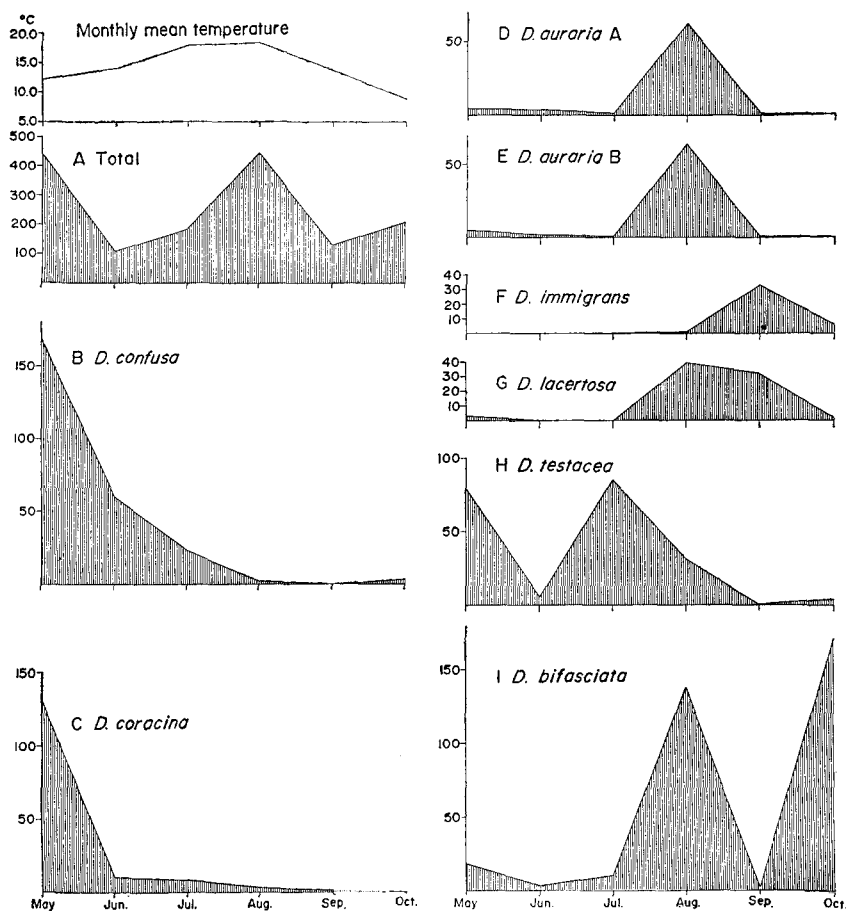 °C
Monthly mean temperature
20.0
15.0
10.0
5.0
A Total
500
400
300
200
100
B D. confusa
150
100
50
C D. coracina
150
100
50
May Jun. Jul. Aug. Sep. Oct.
D D. auraria A
50
E D. auraria B
50
F D. immigrans
40
30
20
10
G D. lacertosa
40
30
20
10
H D. testacea
100
50
I D. bifasciata
150
100
50
May Jun. Jul. Aug. Sep. Oct.